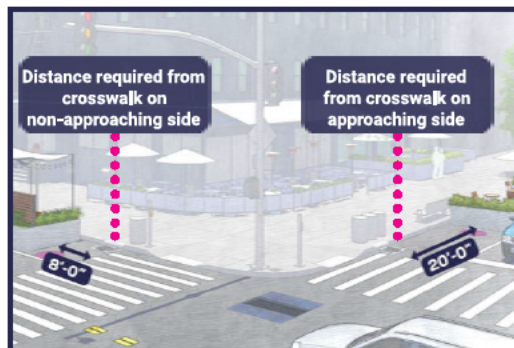 Distance required from
crosswalk on
non-approaching side
Distance required
from crosswalk on
approaching side
8'-0"
20'-0"